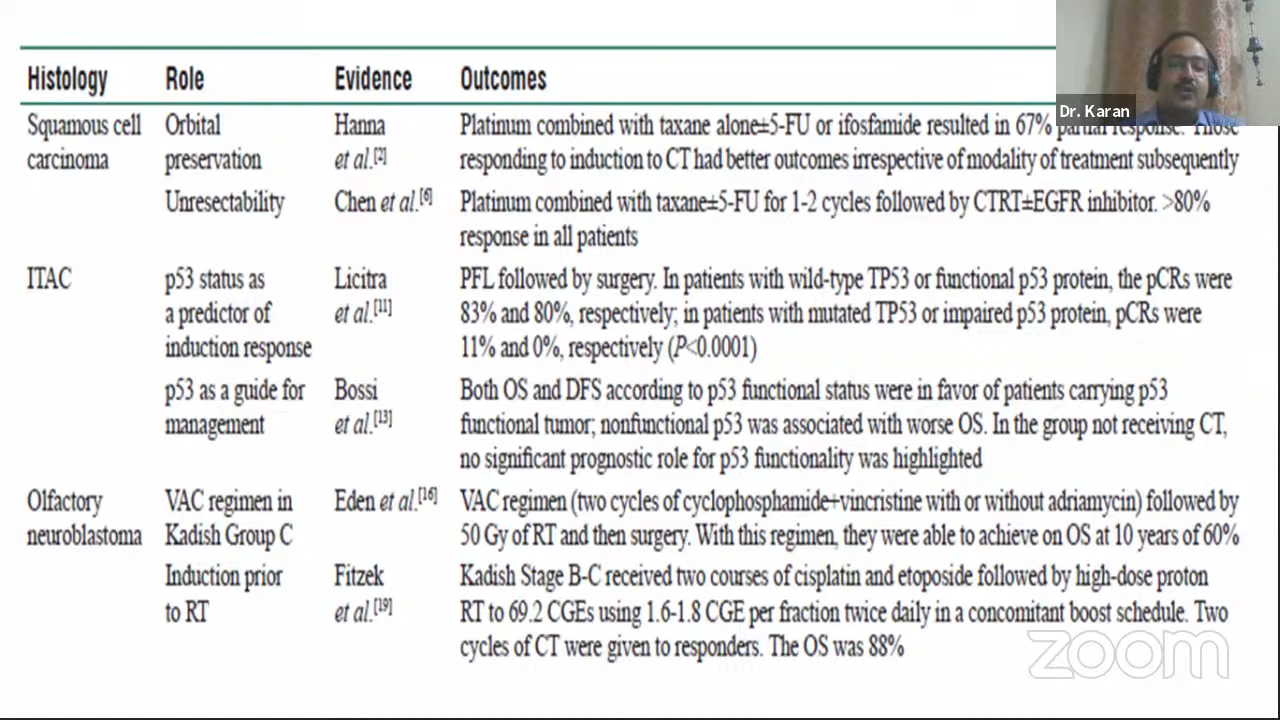 Histology Role Evidence Outcomes
Dr. Karan
Squamous cell Orbital Hanna Platinum combined with taxane alone±5-FU or ifosfamide resulted in 67% partial response. Those
carcinoma preservation et al.[2] responding to induction to CT had better outcomes irrespective of modality of treatment subsequently
Unresectability Chen et al.[6] Platinum combined with taxane±5-FU for 1-2 cycles followed by CTRT±EGFR inhibitor. >80%
response in all patients
ITAC p53 status as Licitra PFL followed by surgery. In patients with wild-type TP53 or functional p53 protein, the pCRs were
a predictor of et al.[11] 83% and 80%, respectively; in patients with mutated TP53 or impaired p53 protein, pCRs were
induction response 11% and 0%, respectively (P<0.0001)
p53 as a guide for Bossi Both OS and DFS according to p53 functional status were in favor of patients carrying p53
management et al.[13] functional tumor; nonfunctional p53 was associated with worse OS. In the group not receiving CT,
no significant prognostic role for p53 functionality was highlighted
Olfactory VAC regimen in Eden et al.[16] VAC regimen (two cycles of cyclophosphamide+vincristine with or without adriamycin) followed by
neuroblastoma Kadish Group C 50 Gy of RT and then surgery. With this regimen, they were able to achieve on OS at 10 years of 60%
Induction prior Fitzek Kadish Stage B-C received two courses of cisplatin and etoposide followed by high-dose proton
to RT et al.[19] RT to 69.2 CGEs using 1.6-1.8 CGE per fraction twice daily in a concomitant boost schedule. Two
cycles of CT were given to responders. The OS was 88%
zoom